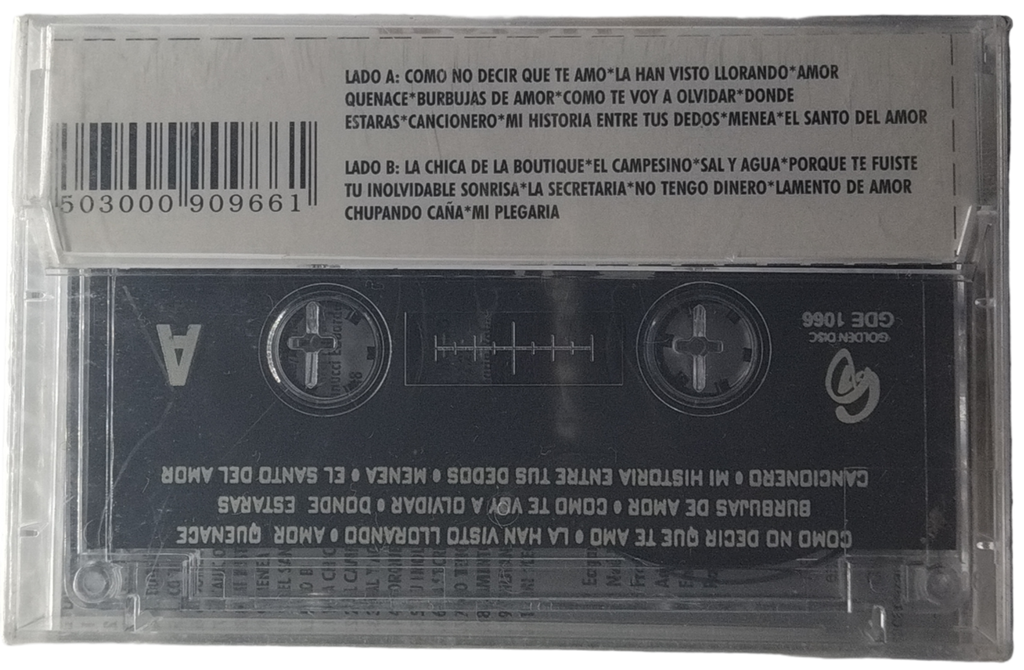 LADO A: COMO NO DECIR QUE TE AMO*LA HAN VISTO LLORANDO*AMOR
QUENACE*BURBUJAS DE AMOR*COMO TE VOY A OLVIDAR*DONDE
ESTARAS*CANCIONERO*MI HISTORIA ENTRE TUS DEDOS*MENEA*EL SANTO DEL AMOR
LADO B: LA CHICA DE LA BOUTIQUE*EL CAMPESINO*SAL Y AGUA*PORQUE TE FUISTE
TU INOLVIDABLE SONRISA*LA SECRETARIA*NO TENGO DINERO*LAMENTO DE AMOR
CHUPANDO CAÑA*MI PLEGARIA
503000 909661
A
GOLDEN DISC
GDE 1066
COMO NO DECIR QUE TE AMO • LA HAN VISTO LLORANDO • AMOR QUENACE
BURBUJAS DE AMOR • COMO TE VOY A OLVIDAR • DONDE ESTARAS
CANCIONERO • MI HISTORIA ENTRE TUS DEDOS • MENEA • EL SANTO DEL AMOR